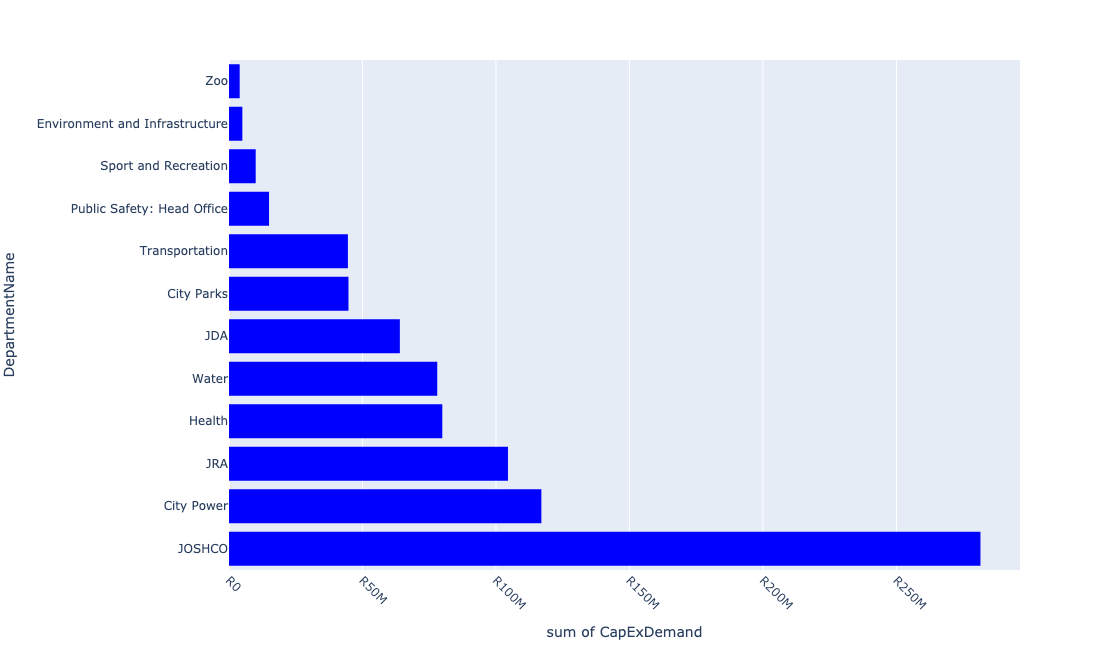 DepartmentName
Zoo
Environment and Infrastructure
Sport and Recreation
Public Safety: Head Office
Transportation
City Parks
JDA
Water
Health
JRA
City Power
JOSHCO
R0
R50M
R100M
R150M
R200M
R250M
sum of CapExDemand